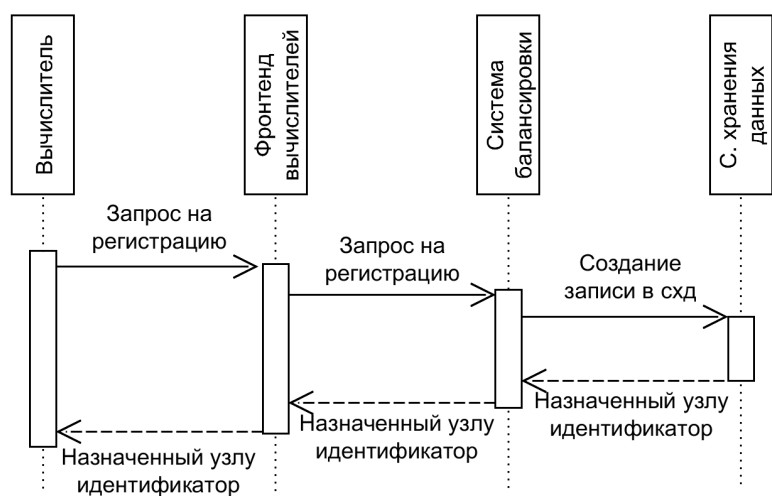 Вычислитель
Фронтенд
вычислителей
Система
балансировки
С. хранения
данных
Запрос на
регистрацию
Запрос на
регистрацию
Создание
записи в схд
Назначенный узлу
идентификатор
Назначенный узлу
идентификатор
Назначенный узлу
идентификатор